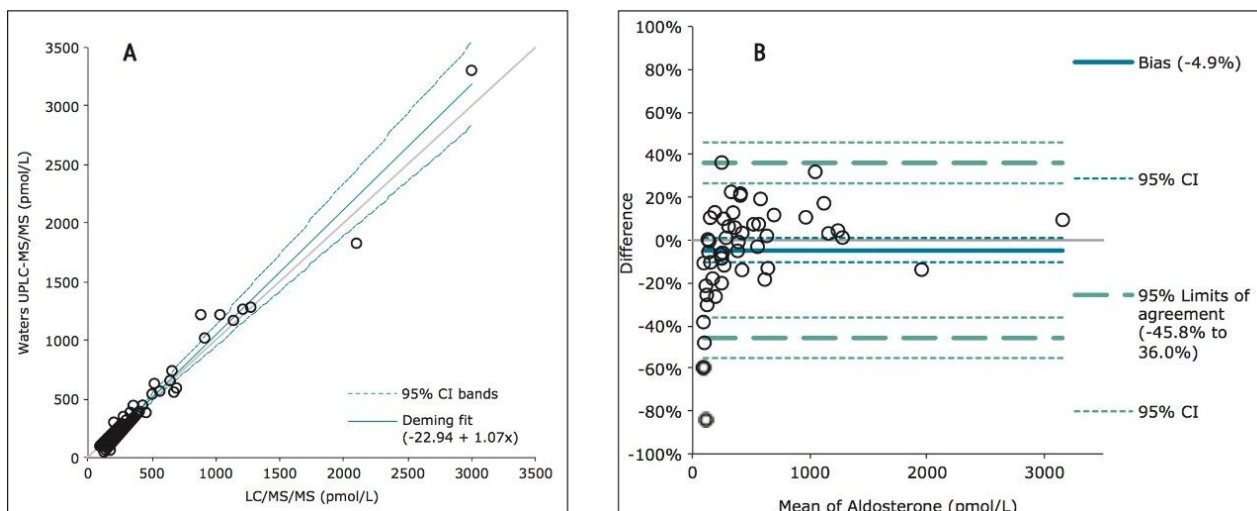 A
3500
3000
2500
2000
1500
1000
500
0
Waters UPLC-MS/MS (pmol/L)
95% CI bands
Deming fit
(-22.94 + 1.07x)
0 500 1000 1500 2000 2500 3000 3500
LC/MS/MS (pmol/L)
B
100%
80%
60%
40%
20%
0%
-20%
-40%
-60%
-80%
-100%
Difference
Bias (-4.9%)
95% CI
95% Limits of
agreement
(-45.8% to
36.0%)
95% CI
0 1000 2000 3000
Mean of Aldosterone (pmol/L)